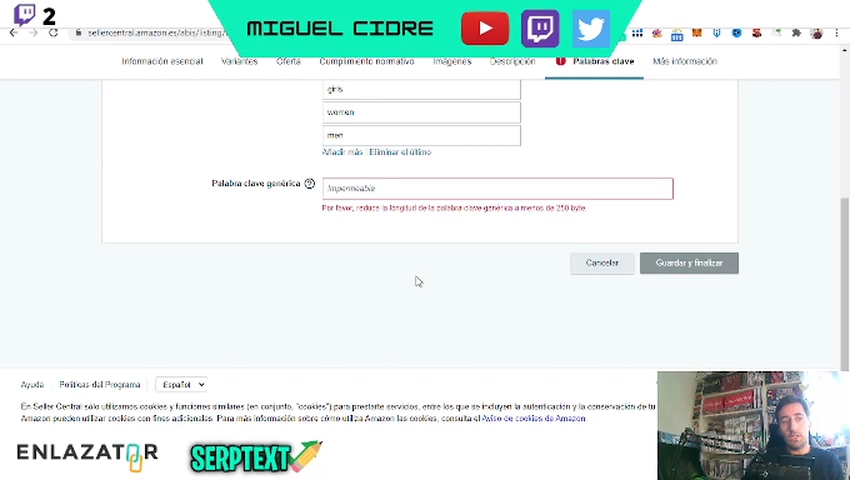 2
MIGUEL CIDRE
sellercentral.amazon.es/abis/listing/
Información esencial Variantes Oferta Cumplimiento normativo Imágenes Descripción Palabras clave Más información
girls
women
men
Añadir más | Eliminar el último
Palabra clave genérica
Impermeable
Por favor, reduce la longitud de la palabra clave genérica a menos de 250 byte.
Cancelar Guardar y finalizar
Ayuda Políticas del Programa Español
En Seller Central sólo utilizamos cookies y funciones similares (en conjunto, "cookies") para prestarte servicios, entre los que se incluyen la autenticación y la conservación de tu
Amazon pueden utilizar cookies con fines adicionales. Para más información sobre cómo utiliza Amazon las cookies, consulta el Aviso de cookies de Amazon
ENLAZATOR
SERPTEXT